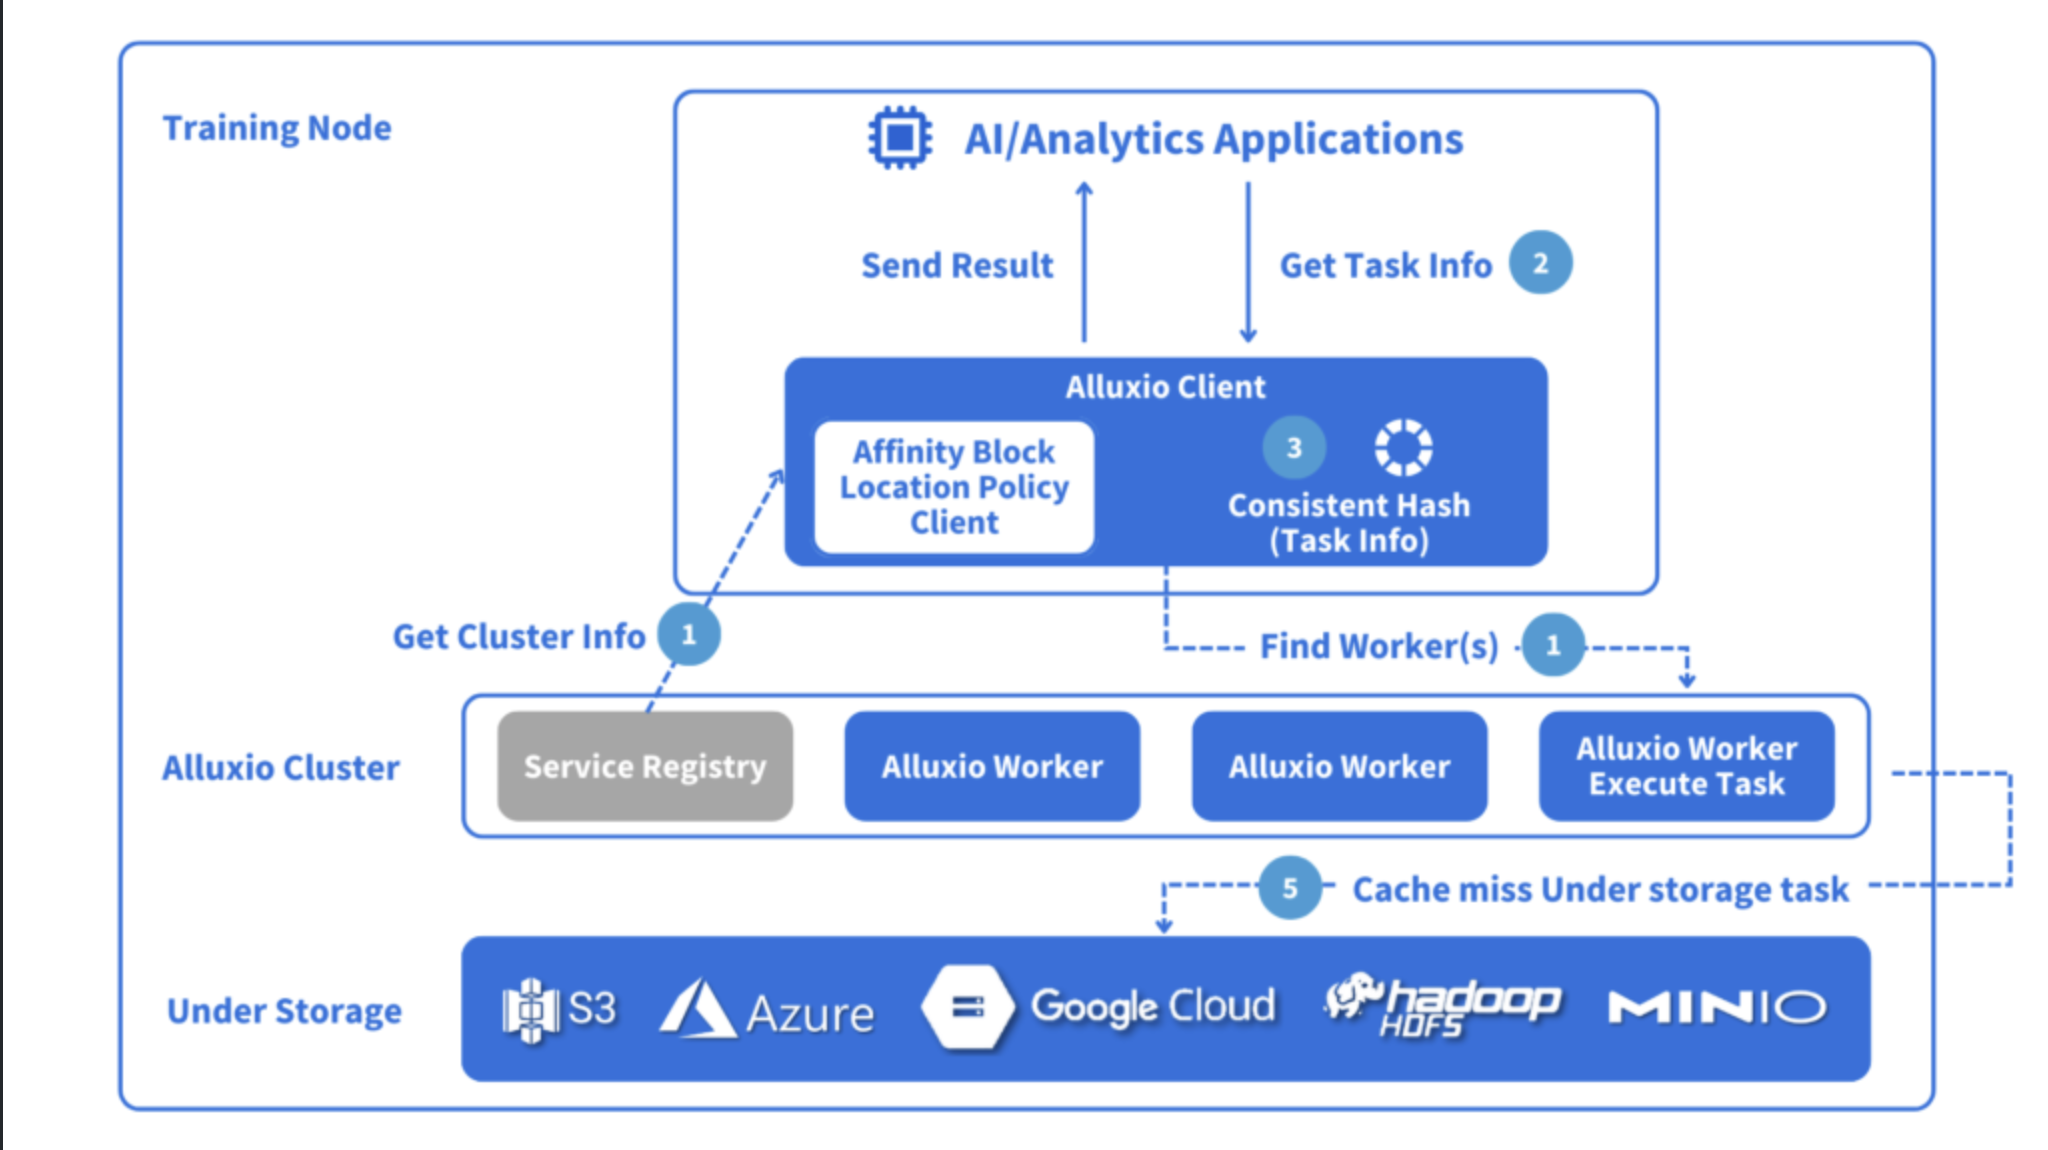 Training Node
AI/Analytics Applications
Send Result
Get Task Info 2
Alluxio Client
Affinity Block
Location Policy
Client
3
Consistent Hash
(Task Info)
Get Cluster Info 1
Find Worker(s) 1
Alluxio Cluster
Service Registry
Alluxio Worker
Alluxio Worker
Alluxio Worker
Execute Task
5 Cache miss Under storage task
Under Storage
S3
Azure
Google Cloud
hadoop
HDFS
MINIO